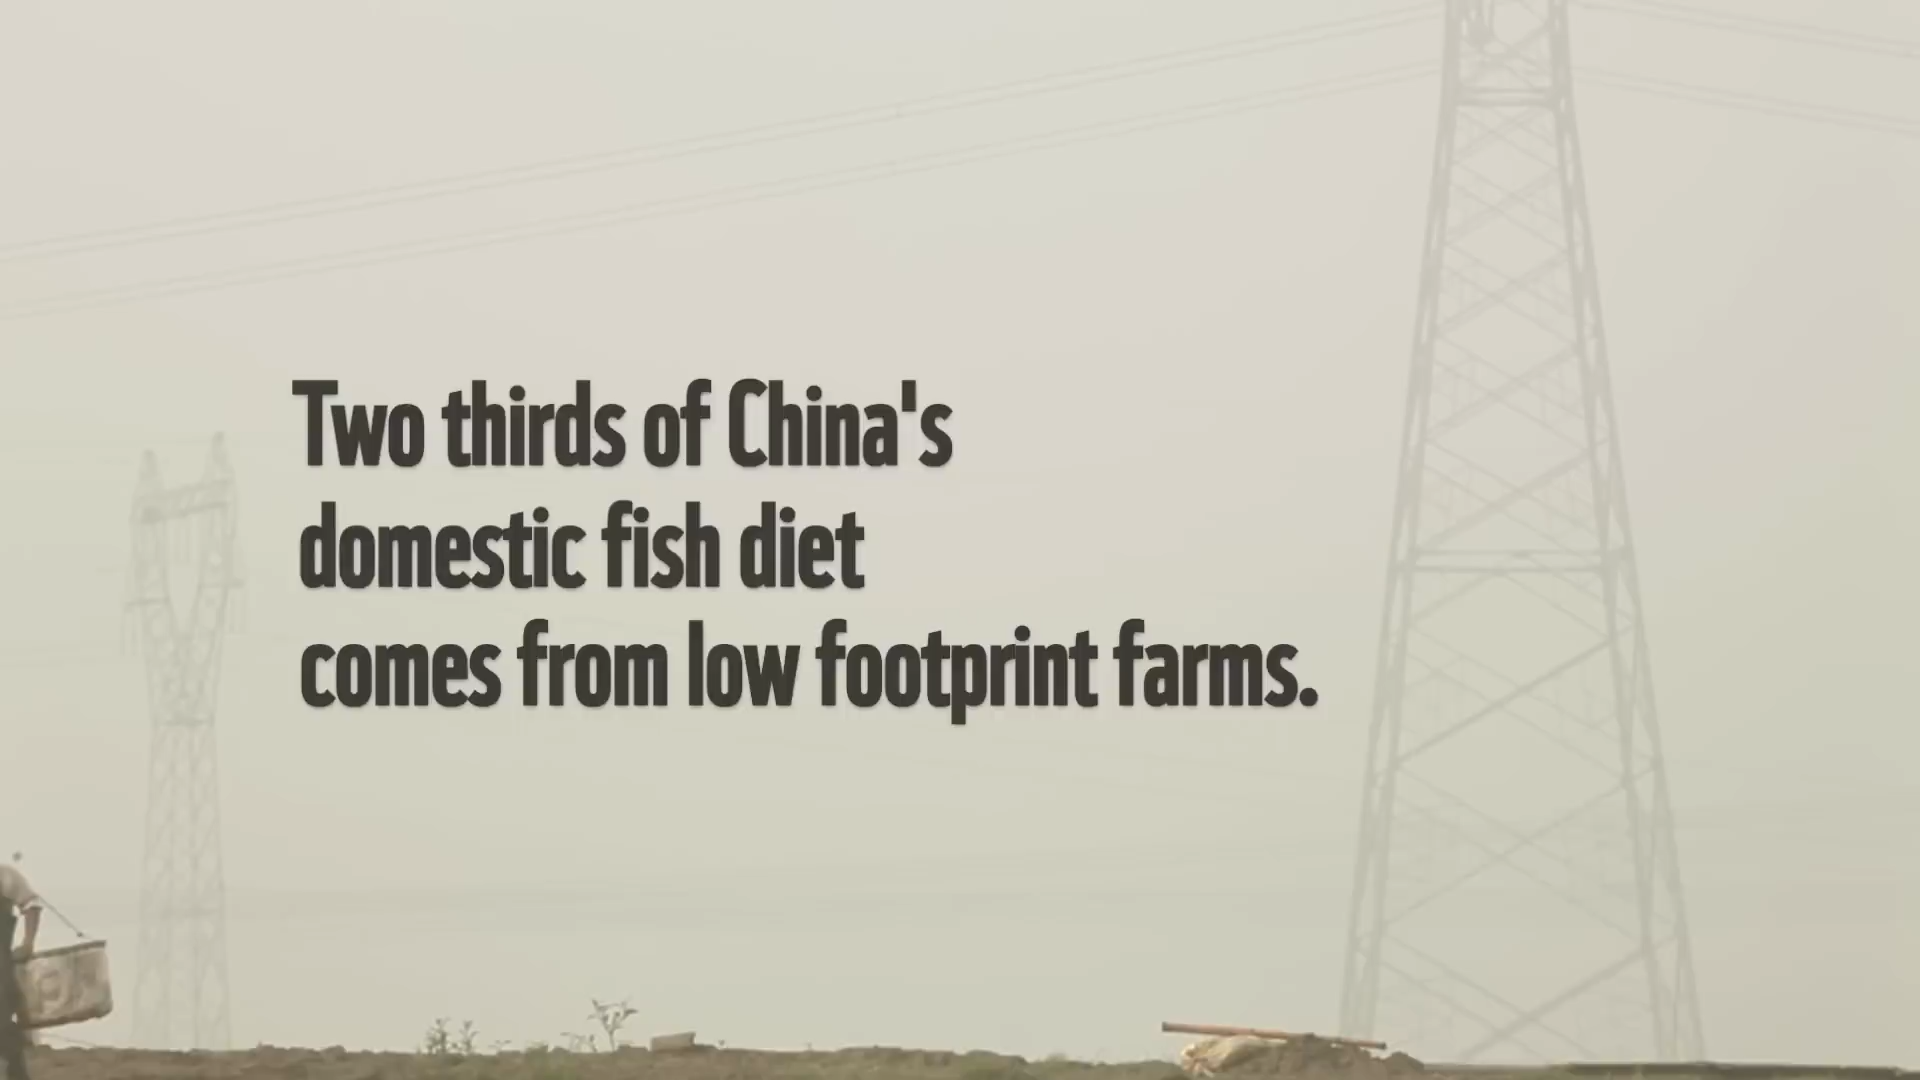 Two thirds of China's
domestic fish diet
comes from low footprint farms.